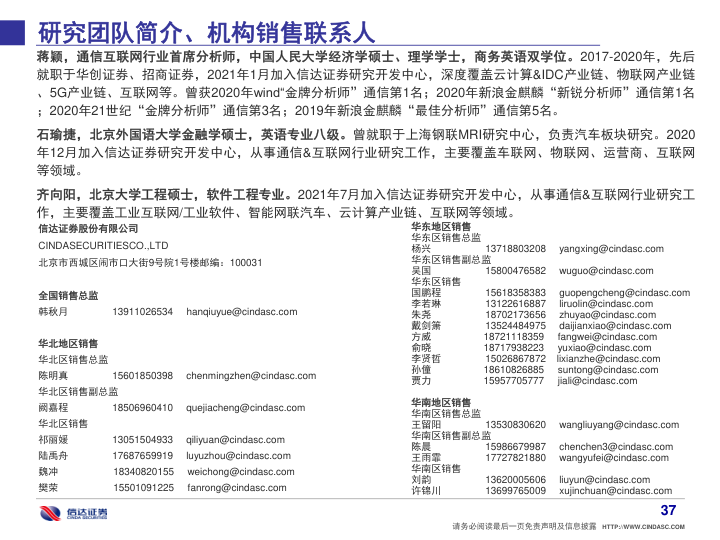 研究团队简介、机构销售联系人
蒋颖，通信互联网行业首席分析师，中国人民大学经济学硕士、理学学士，商务英语双学位。2017-2020年，先后
就职于华创证券、招商证券，2021年1月加入信达证券研究开发中心，深度覆盖云计算&IDC产业链、物联网产业链
、5G产业链、互联网等。曾获2020年wind“金牌分析师”通信第1名；2020年新浪金麒麟“新锐分析师”通信第1名
；2020年21世纪“金牌分析师”通信第3名；2019年新浪金麒麟“最佳分析师”通信第5名。
石瑜捷，北京外国语大学金融学硕士，英语专业八级。曾就职于上海钢联MRI研究中心，负责汽车板块研究。2020
年12月加入信达证券研究开发中心，从事通信&互联网行业研究工作，主要覆盖车联网、物联网、运营商、互联网
等领域。
齐向阳，北京大学工程硕士，软件工程专业。2021年7月加入信达证券研究开发中心，从事通信&互联网行业研究工
作，主要覆盖工业互联网/工业软件、智能网联汽车、云计算产业链、互联网等领域。
信达证券股份有限公司
CINDASECURITIESCO.,LTD
北京市西城区闹市口大街9号院1号楼邮编：100031
全国销售总监
韩秋月 13911026534 hanqiuyue@cindasc.com
华北地区销售
华北区销售总监
陈明真 15601850398 chenmingzhen@cindasc.com
华北区销售副总监
阙嘉程 18506960410 quejiacheng@cindasc.com
华北区销售
祁丽媛 13051504933 qiliyuan@cindasc.com
陆禹舟 17687659919 luyuzhou@cindasc.com
魏冲 18340820155 weichong@cindasc.com
樊荣 15501091225 fanrong@cindasc.com
华东地区销售
华东区销售总监
杨兴 13718803208 yangxing@cindasc.com
华东区销售副总监
吴国 15800476582 wuguo@cindasc.com
华东区销售
国鹏程 15618358383 guopengcheng@cindasc.com
李若琳 13122616887 liruolin@cindasc.com
朱尧 18702173656 zhuyao@cindasc.com
戴剑箫 13524484975 daijianxiao@cindasc.com
方威 18721118359 fangwei@cindasc.com
俞晓 18717938223 yuxiao@cindasc.com
李贤哲 15026867872 lixianzhe@cindasc.com
孙僮 18610826885 suntong@cindasc.com
贾力 15957705777 jiali@cindasc.com
华南地区销售
华南区销售总监
王留阳 13530830620 wangliuyang@cindasc.com
华南区销售副总监
陈晨 15986679987 chenchen3@cindasc.com
王雨霏 17727821880 wangyufei@cindasc.com
华南区销售
刘韵 13620005606 liuyun@cindasc.com
许锦川 13699765009 xujinchuan@cindasc.com
信达证券
CINDA SECURITIES
37
请务必阅读最后一页免责声明及信息披露 HTTP://WWW.CINDASC.COM